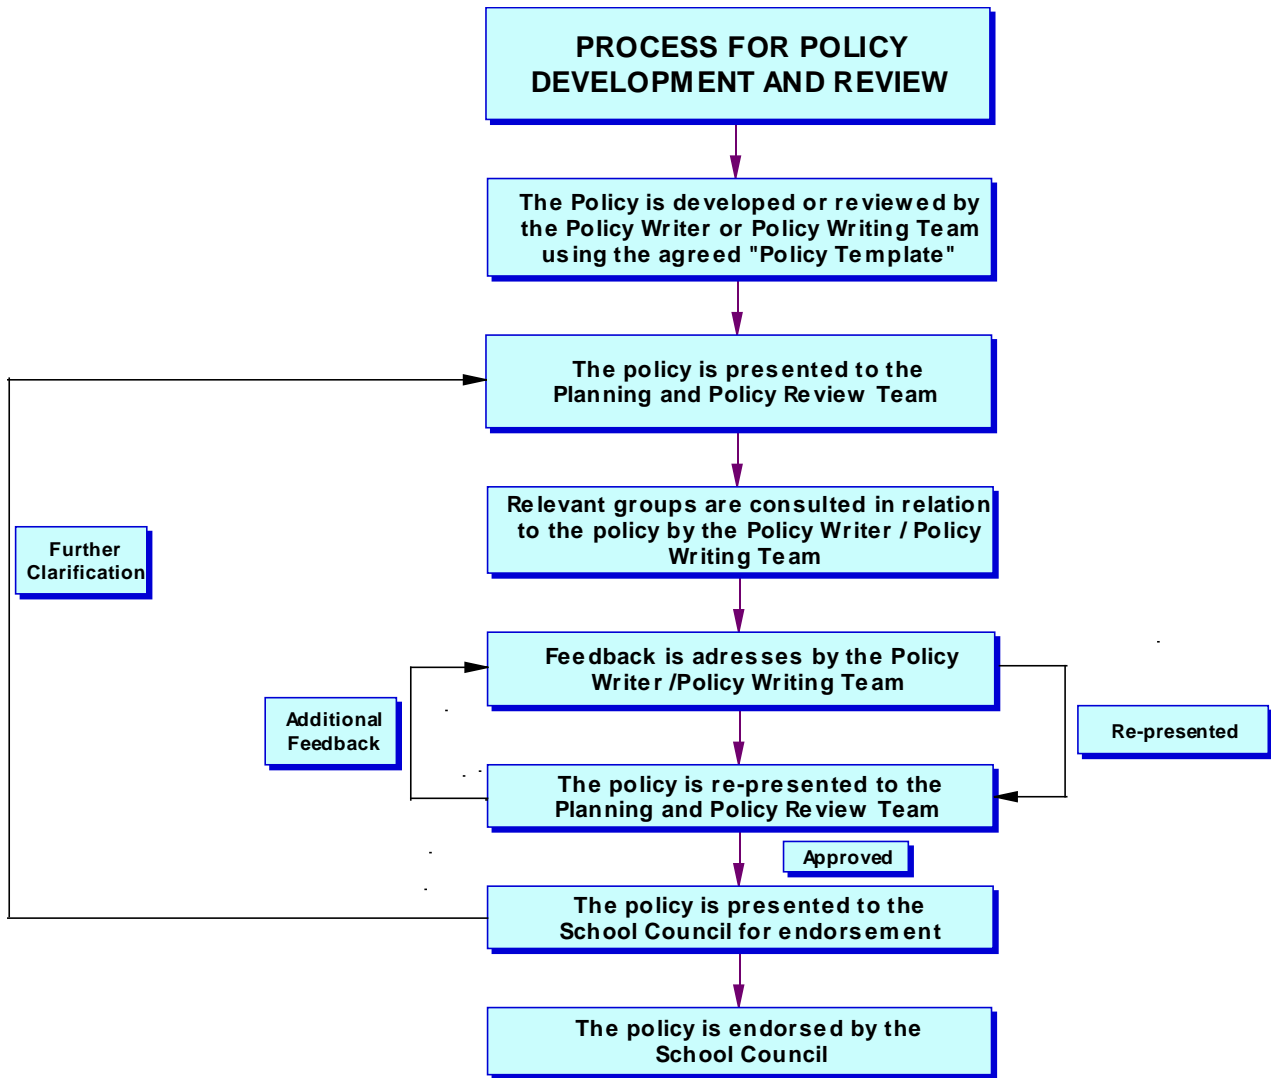 PROCESS FOR POLICY
DEVELOPMENT AND REVIEW
The Policy is developed or reviewed by
the Policy Writer or Policy Writing Team
using the agreed "Policy Template"
The policy is presented to the
Planning and Policy Review Team
Relevant groups are consulted in relation
to the policy by the Policy Writer / Policy
Writing Team
Further
Clarification
Feedback is adresses by the Policy
Writer /Policy Writing Team
Additional
Feedback
Re-presented
The policy is re-presented to the
Planning and Policy Review Team
Approved
The policy is presented to the
School Council for endorsement
The policy is endorsed by the
School Council